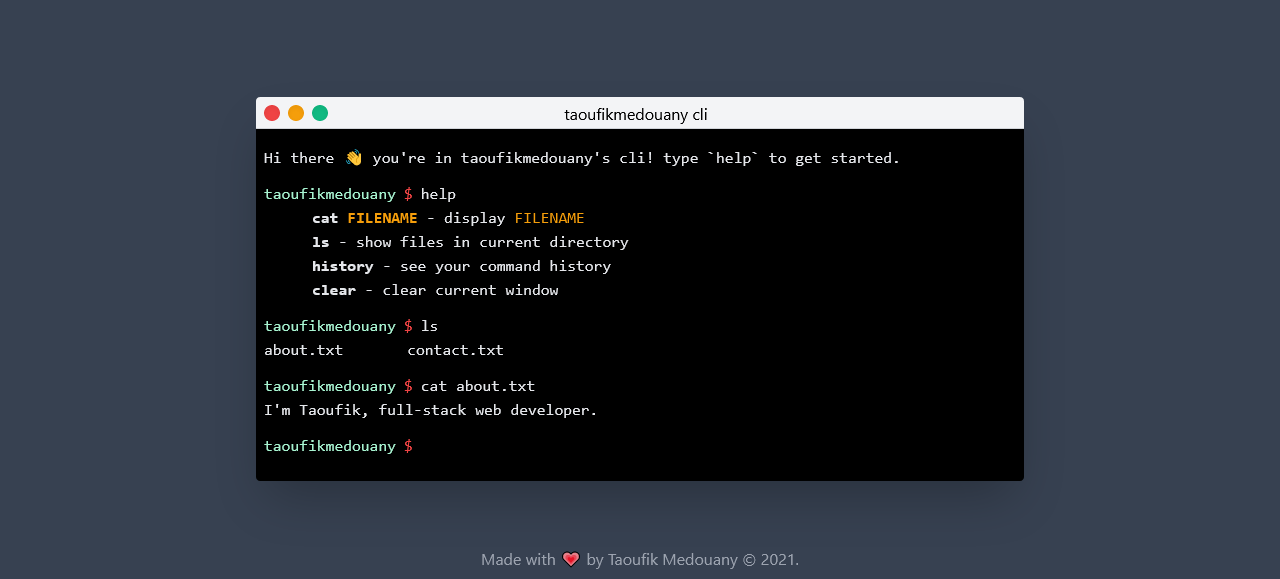 taoufikmedouany cli
Hi there 👋 you're in taoufikmedouany's cli! type `help` to get started.
taoufikmedouany $ help
cat FILENAME - display FILENAME
ls - show files in current directory
history - see your command history
clear - clear current window
taoufikmedouany $ ls
about.txt contact.txt
taoufikmedouany $ cat about.txt
I'm Taoufik, full-stack web developer.
taoufikmedouany $
Made with ❤️ by Taoufik Medouany © 2021.